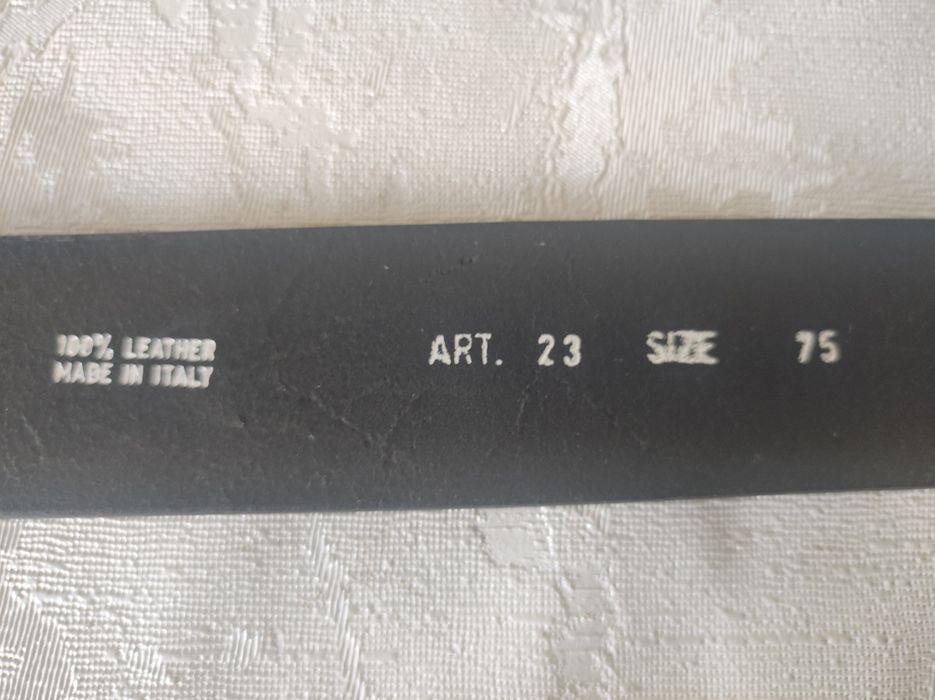 100% LEATHER
MADE IN ITALY
ART. 23 SIZE 75